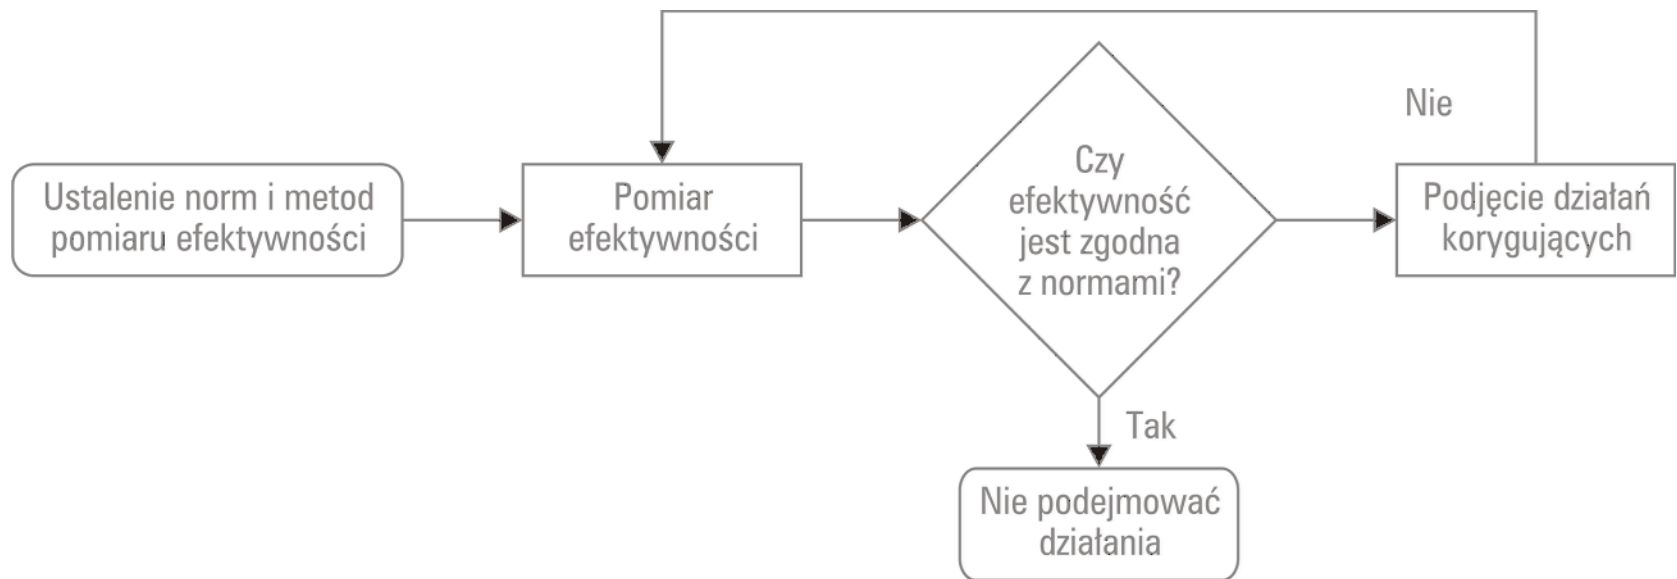 Ustalenie norm i metod
pomiaru efektywności
Pomiar
efektywności
Czy
efektywność
jest zgodna
z normami?
Nie
Podjęcie działań
korygujących
Tak
Nie podejmować
działania